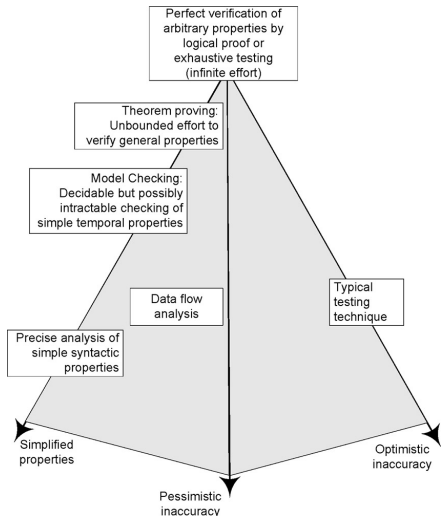 Perfect verification of
arbitrary properties by
logical proof or
exhaustive testing
(infinite effort)
Theorem proving:
Unbounded effort to
verify general properties
Model Checking:
Decidable but possibly
intractable checking of
simple temporal properties
Data flow
analysis
Typical
testing
technique
Precise analysis of
simple syntactic
properties
Simplified
properties
Optimistic
inaccuracy
Pessimistic
inaccuracy